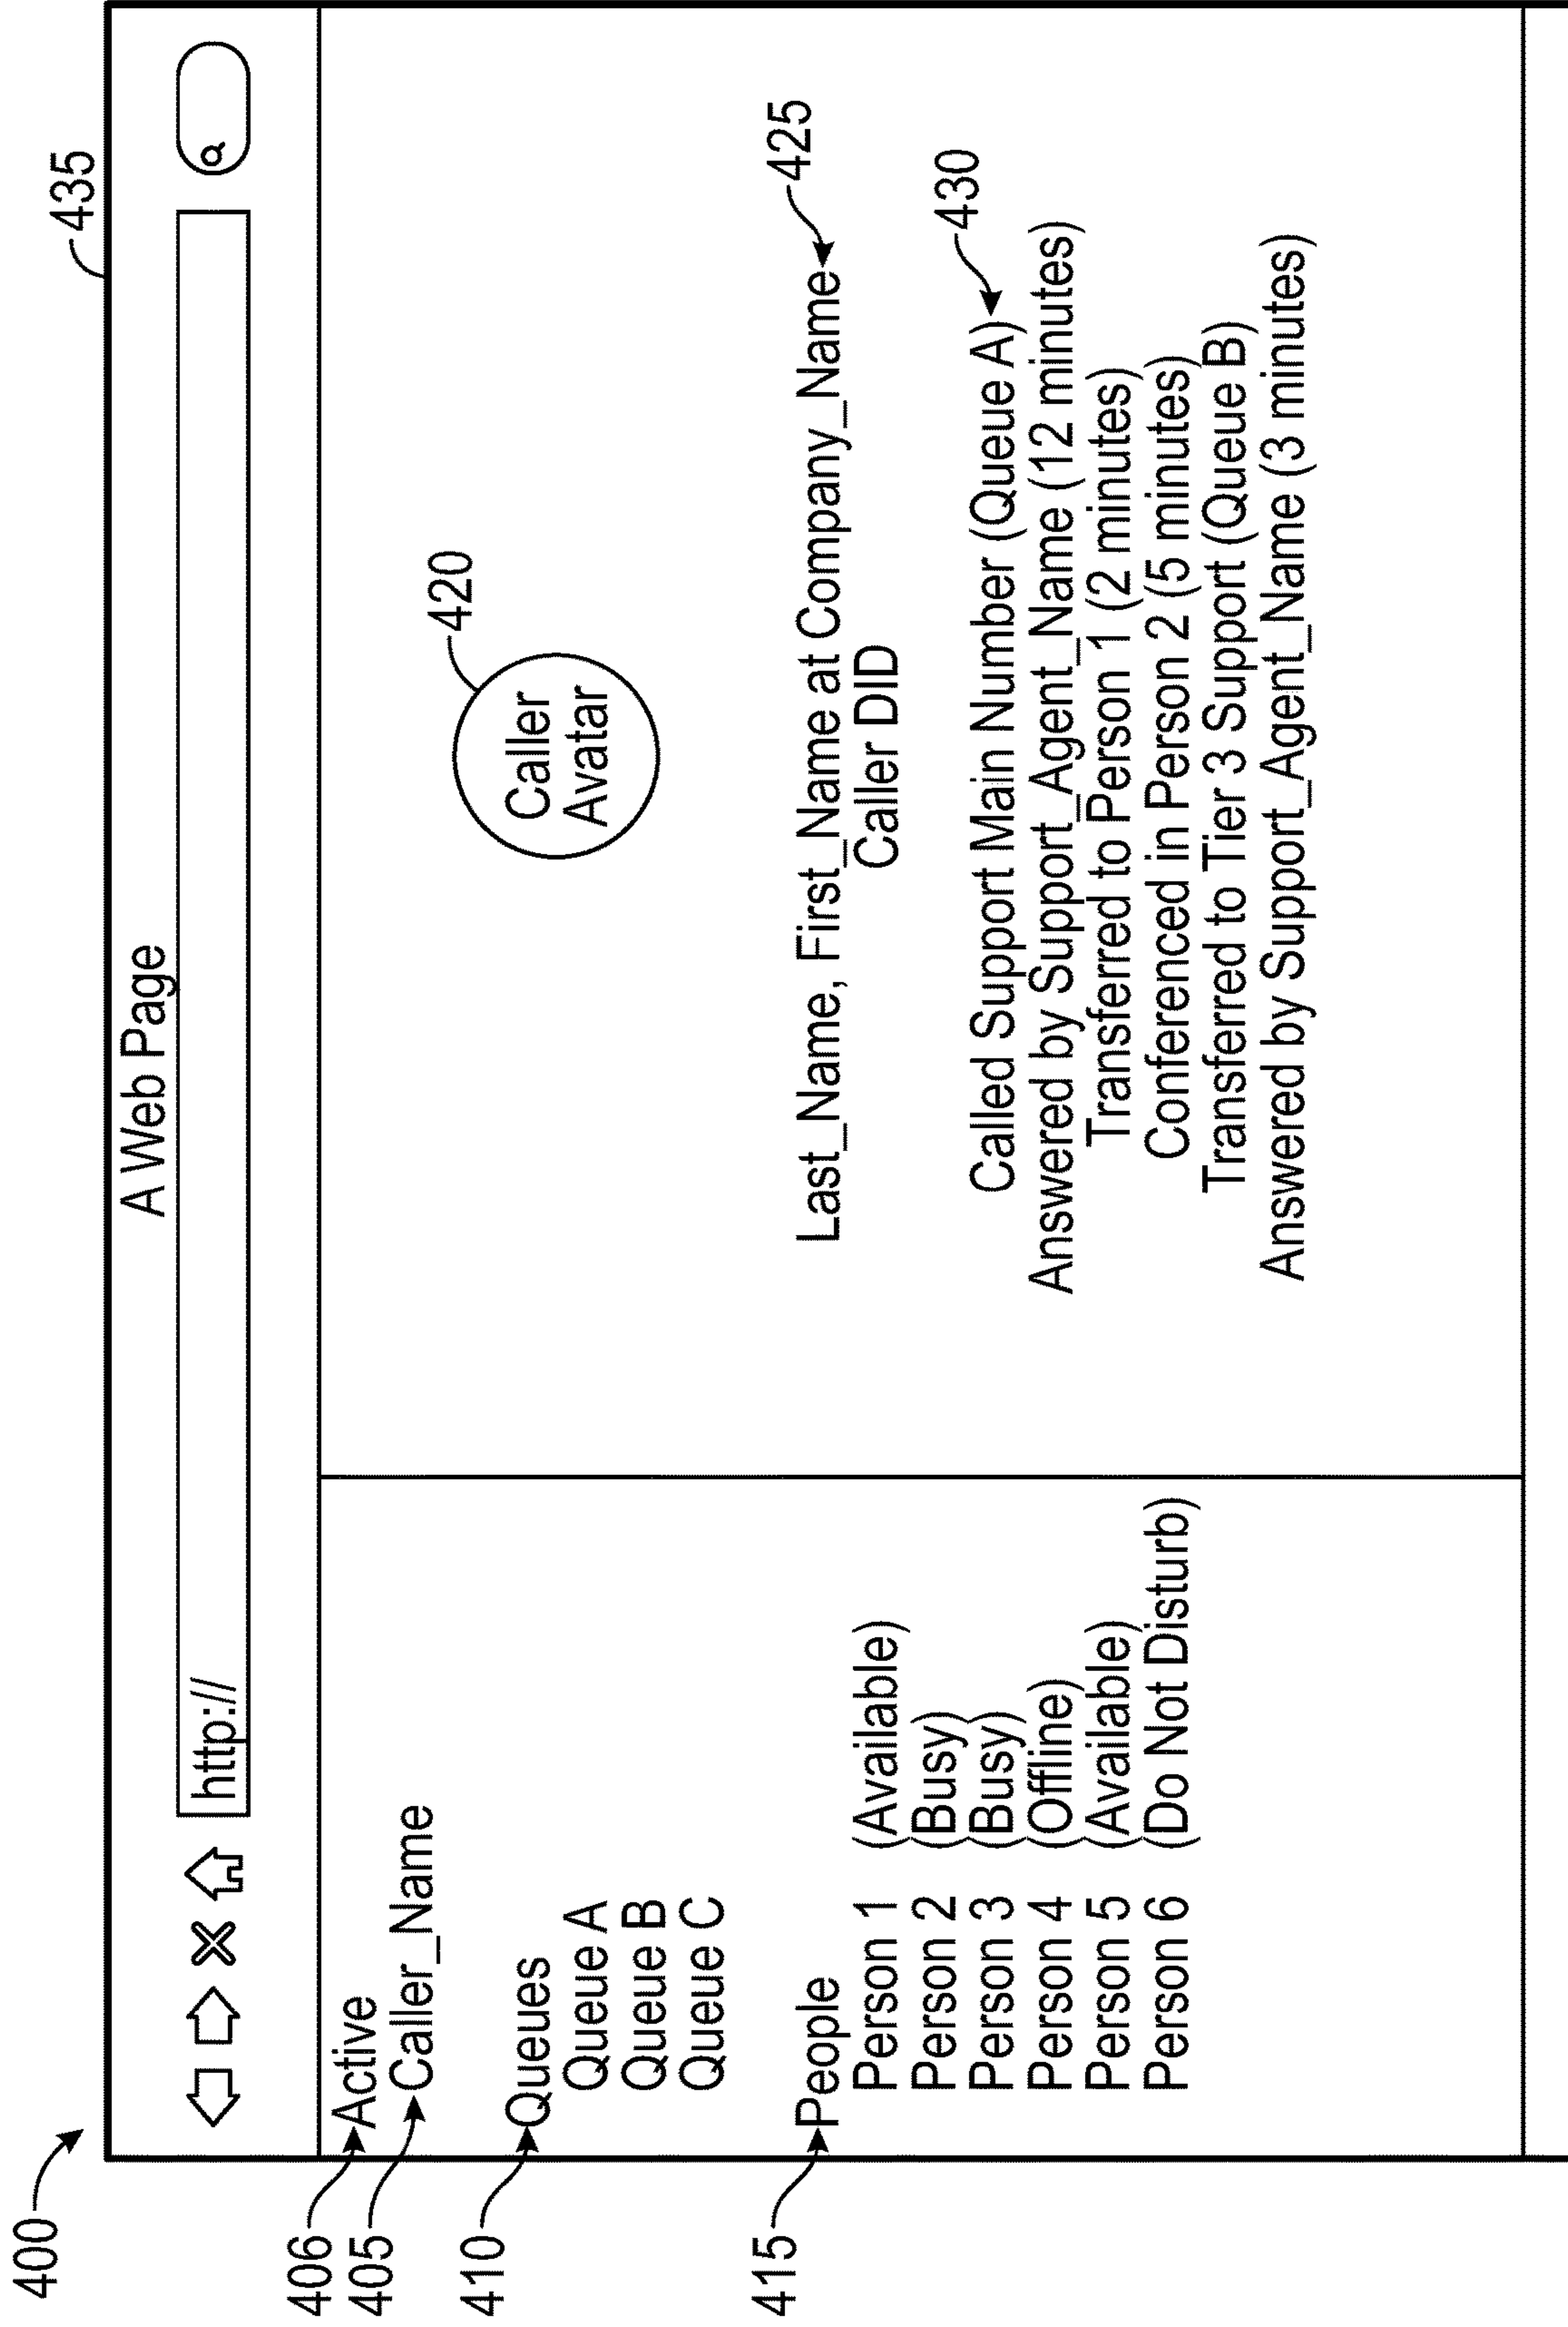 400
435
A Web Page
http://
406
Active
405
Caller_Name
410
Queues
Queue A
Queue B
Queue C
415
People
Person 1 (Available)
Person 2 (Busy)
Person 3 (Busy)
Person 4 (Offline)
Person 5 (Available)
Person 6 (Do Not Disturb)
420
Caller
Avatar
425
Last_Name, First_Name at Company_Name
Caller DID
430
Called Support Main Number (Queue A)
Answered by Support_Agent_Name (12 minutes)
Transferred to Person 1 (2 minutes)
Conferenced in Person 2 (5 minutes)
Transferred to Tier 3 Support (Queue B)
Answered by Support_Agent_Name (3 minutes)